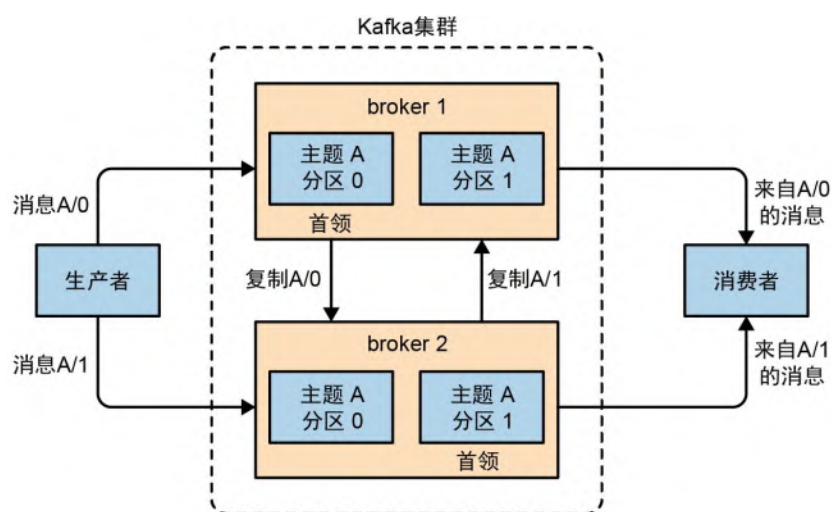 Kafka集群
broker 1
主题 A
分区 0
主题 A
分区 1
首领
消息A/0
来自A/0
的消息
生产者
复制A/0
复制A/1
消费者
broker 2
消息A/1
来自A/1
的消息
主题 A
分区 0
主题 A
分区 1
首领